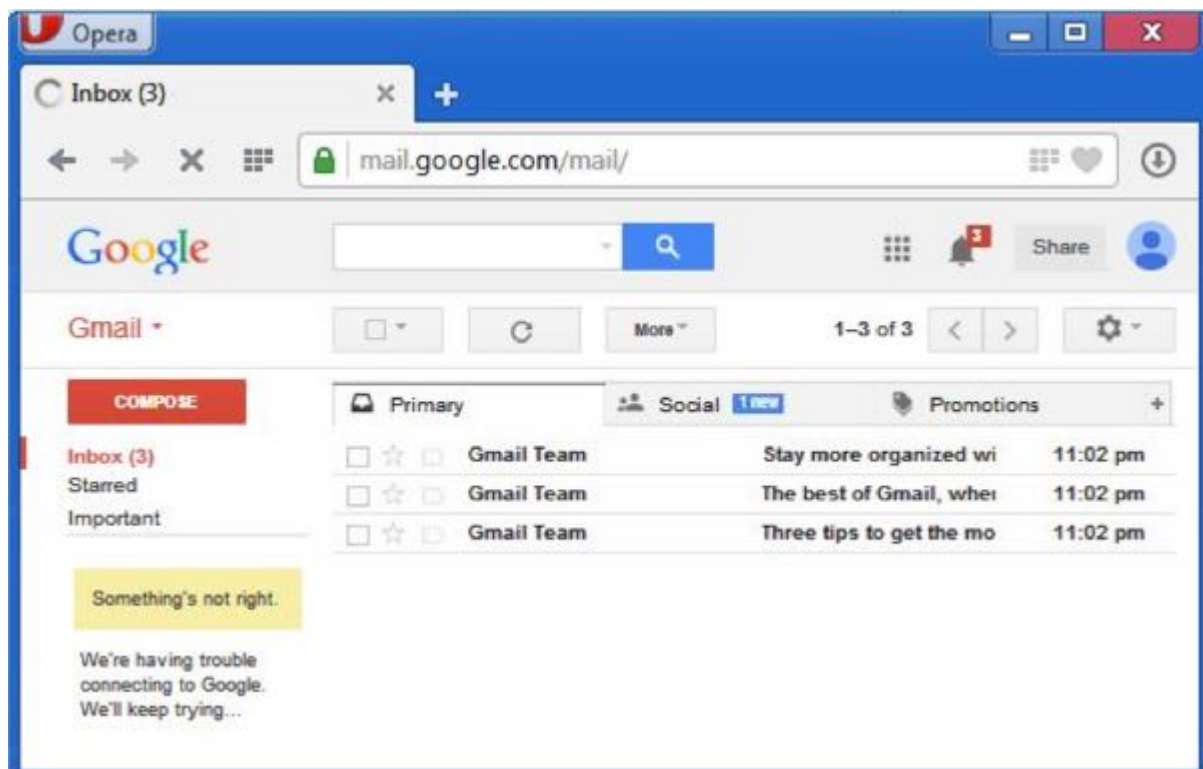 Opera
Inbox (3)
mail.google.com/mail/
Google
3
Share
Gmail
More
1–3 of 3
COMPOSE
Primary
Social 1 new
Promotions
Inbox (3)
Starred
Important
Gmail Team Stay more organized wi 11:02 pm
Gmail Team The best of Gmail, wher 11:02 pm
Gmail Team Three tips to get the mo 11:02 pm
Something's not right.
We're having trouble
connecting to Google.
We'll keep trying...